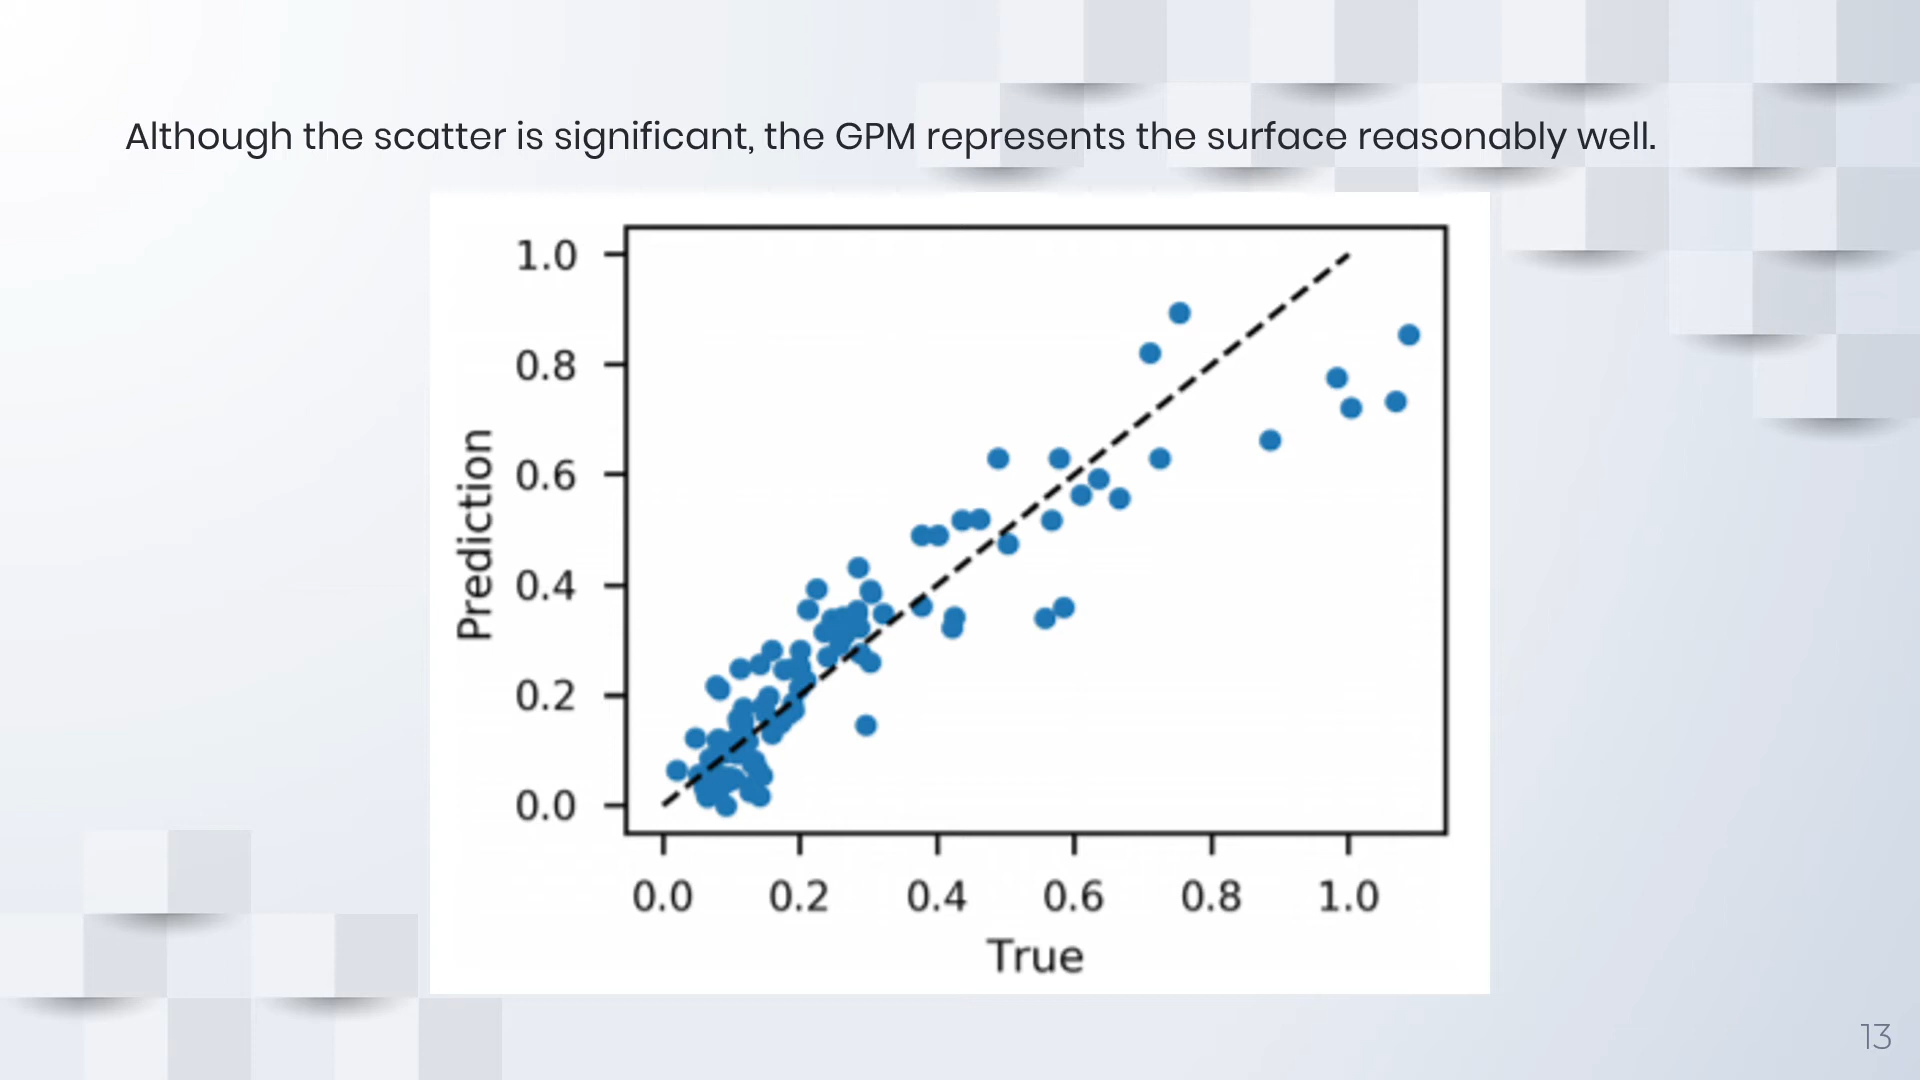 Although the scatter is significant, the GPM represents the surface reasonably well.
1.0
0.8
0.6
0.4
0.2
0.0
Prediction
0.0 0.2 0.4 0.6 0.8 1.0
True
13